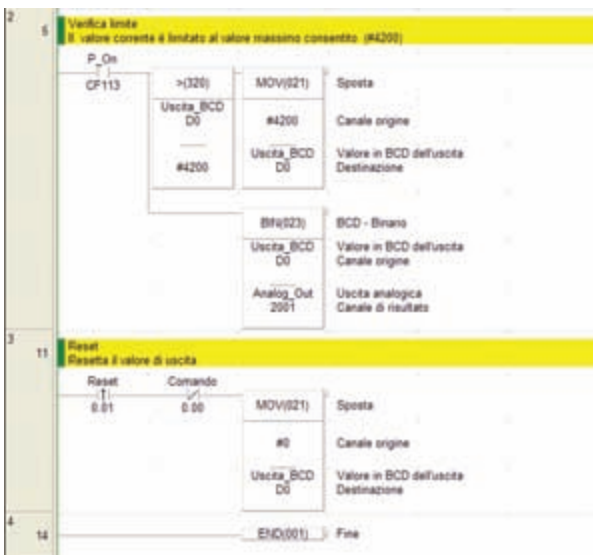 2
5
Verifica limite
Il valore corrente è limitato al valore massimo consentito (#4200)
P_On
CF113
>(320)
Uscita_BCD
D0
#4200
MOV(021)
Sposta
#4200
Canale origine
Uscita_BCD
D0
Valore in BCD dell'uscita
Destinazione
BIN(023)
BCD - Binario
Uscita_BCD
D0
Valore in BCD dell'uscita
Canale origine
Analog_Out
2001
Uscita analogica
Canale di risultato
3
11
Reset
Resetta il valore di uscita
Reset
0.01
Comando
0.00
MOV(021)
Sposta
#0
Canale origine
Uscita_BCD
D0
Valore in BCD dell'uscita
Destinazione
4
14
END(001)
Fine